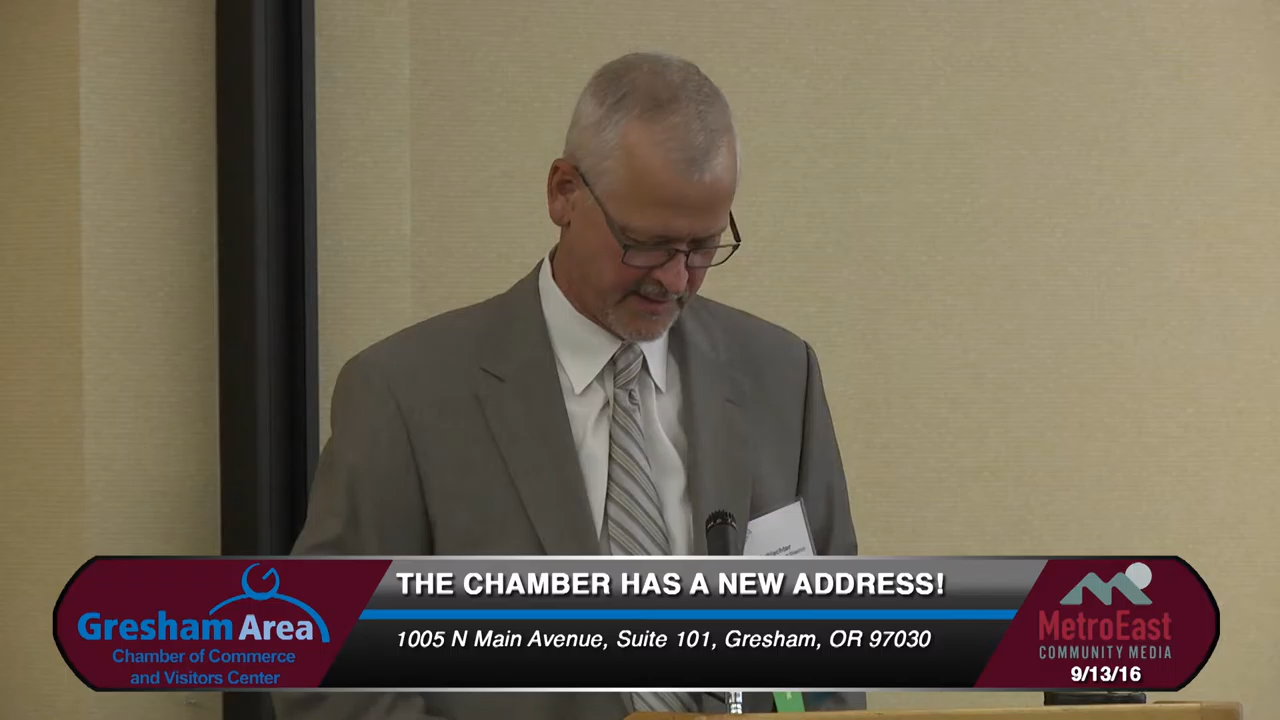 THE CHAMBER HAS A NEW ADDRESS!
1005 N Main Avenue, Suite 101, Gresham, OR 97030
Gresham Area
Chamber of Commerce
and Visitors Center
MetroEast
COMMUNITY MEDIA
9/13/16